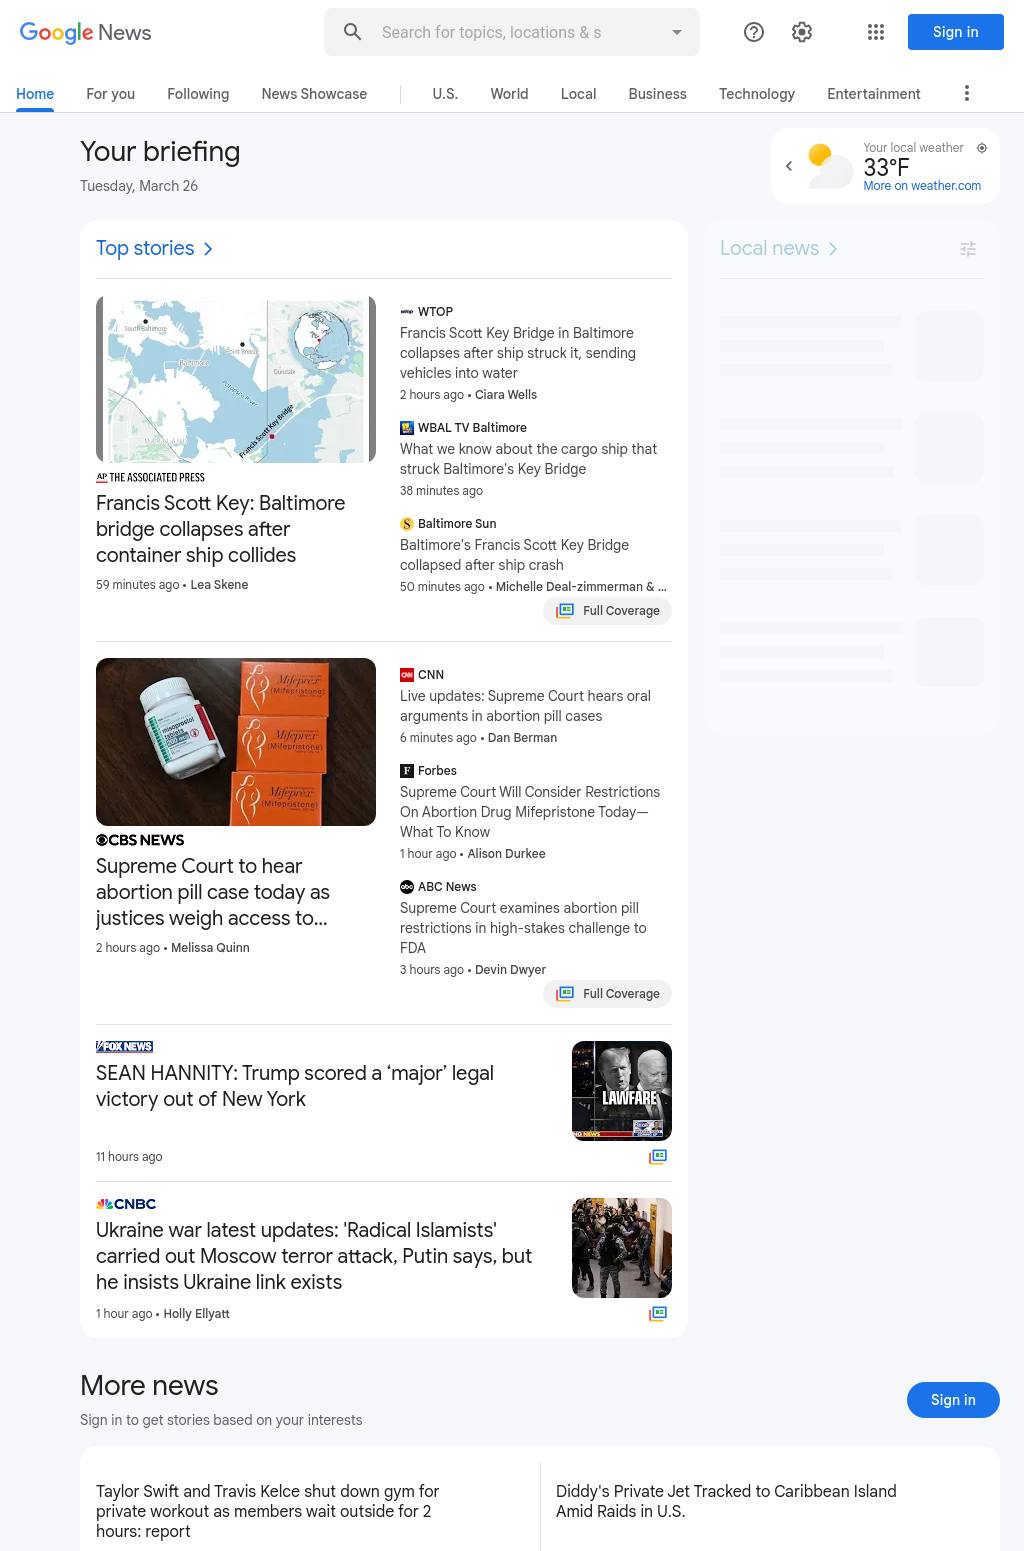 Google News
Search for topics, locations & s
Sign in
Home
For you
Following
News Showcase
U.S.
World
Local
Business
Technology
Entertainment
Your briefing
Tuesday, March 26
Your local weather
33°F
More on weather.com
Top stories
Local news
South Baltimore
Point Breeze
Baltimore
Dundalk
Patapsco River
MARYLAND
Francis Scott Key Bridge
AP THE ASSOCIATED PRESS
Francis Scott Key: Baltimore
bridge collapses after
container ship collides
59 minutes ago • Lea Skene
wtop WTOP
Francis Scott Key Bridge in Baltimore
collapses after ship struck it, sending
vehicles into water
2 hours ago • Ciara Wells
WBAL TV Baltimore
What we know about the cargo ship that
struck Baltimore's Key Bridge
38 minutes ago
S Baltimore Sun
Baltimore's Francis Scott Key Bridge
collapsed after ship crash
50 minutes ago • Michelle Deal-zimmerman & ...
Full Coverage
misoprostol
tablets
Mifeprex
(Mifepristone)
Mifeprex
(Mifepristone)
Mifeprex
(Mifepristone)
CBS NEWS
Supreme Court to hear
abortion pill case today as
justices weigh access to...
2 hours ago • Melissa Quinn
CNN CNN
Live updates: Supreme Court hears oral
arguments in abortion pill cases
6 minutes ago • Dan Berman
F Forbes
Supreme Court Will Consider Restrictions
On Abortion Drug Mifepristone Today—
What To Know
1 hour ago • Alison Durkee
abc ABC News
Supreme Court examines abortion pill
restrictions in high-stakes challenge to
FDA
3 hours ago • Devin Dwyer
Full Coverage
FOX NEWS
SEAN HANNITY: Trump scored a ‘major’ legal
victory out of New York
11 hours ago
LAWFARE
NG NEWS
CNBC
Ukraine war latest updates: 'Radical Islamists'
carried out Moscow terror attack, Putin says, but
he insists Ukraine link exists
1 hour ago • Holly Ellyatt
More news
Sign in to get stories based on your interests
Sign in
Taylor Swift and Travis Kelce shut down gym for
private workout as members wait outside for 2
hours: report
Diddy's Private Jet Tracked to Caribbean Island
Amid Raids in U.S.